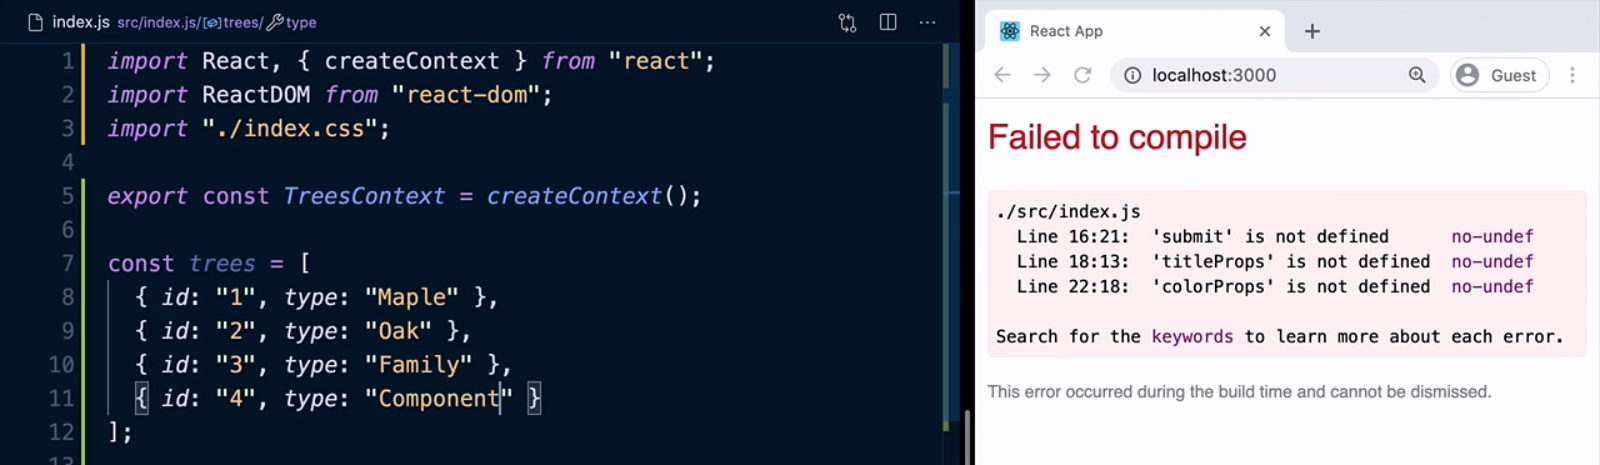 index.js src/index.js/trees/type
1 import React, { createContext } from "react";
2 import ReactDOM from "react-dom";
3 import "./index.css";
4
5 export const TreesContext = createContext();
6
7 const trees = [
8 { id: "1", type: "Maple" },
9 { id: "2", type: "Oak" },
10 { id: "3", type: "Family" },
11 { id: "4", type: "Component" }
12 ];
13
React App
localhost:3000
Guest
Failed to compile
./src/index.js
Line 16:21: 'submit' is not defined no-undef
Line 18:13: 'titleProps' is not defined no-undef
Line 22:18: 'colorProps' is not defined no-undef
Search for the keywords to learn more about each error.
This error occurred during the build time and cannot be dismissed.